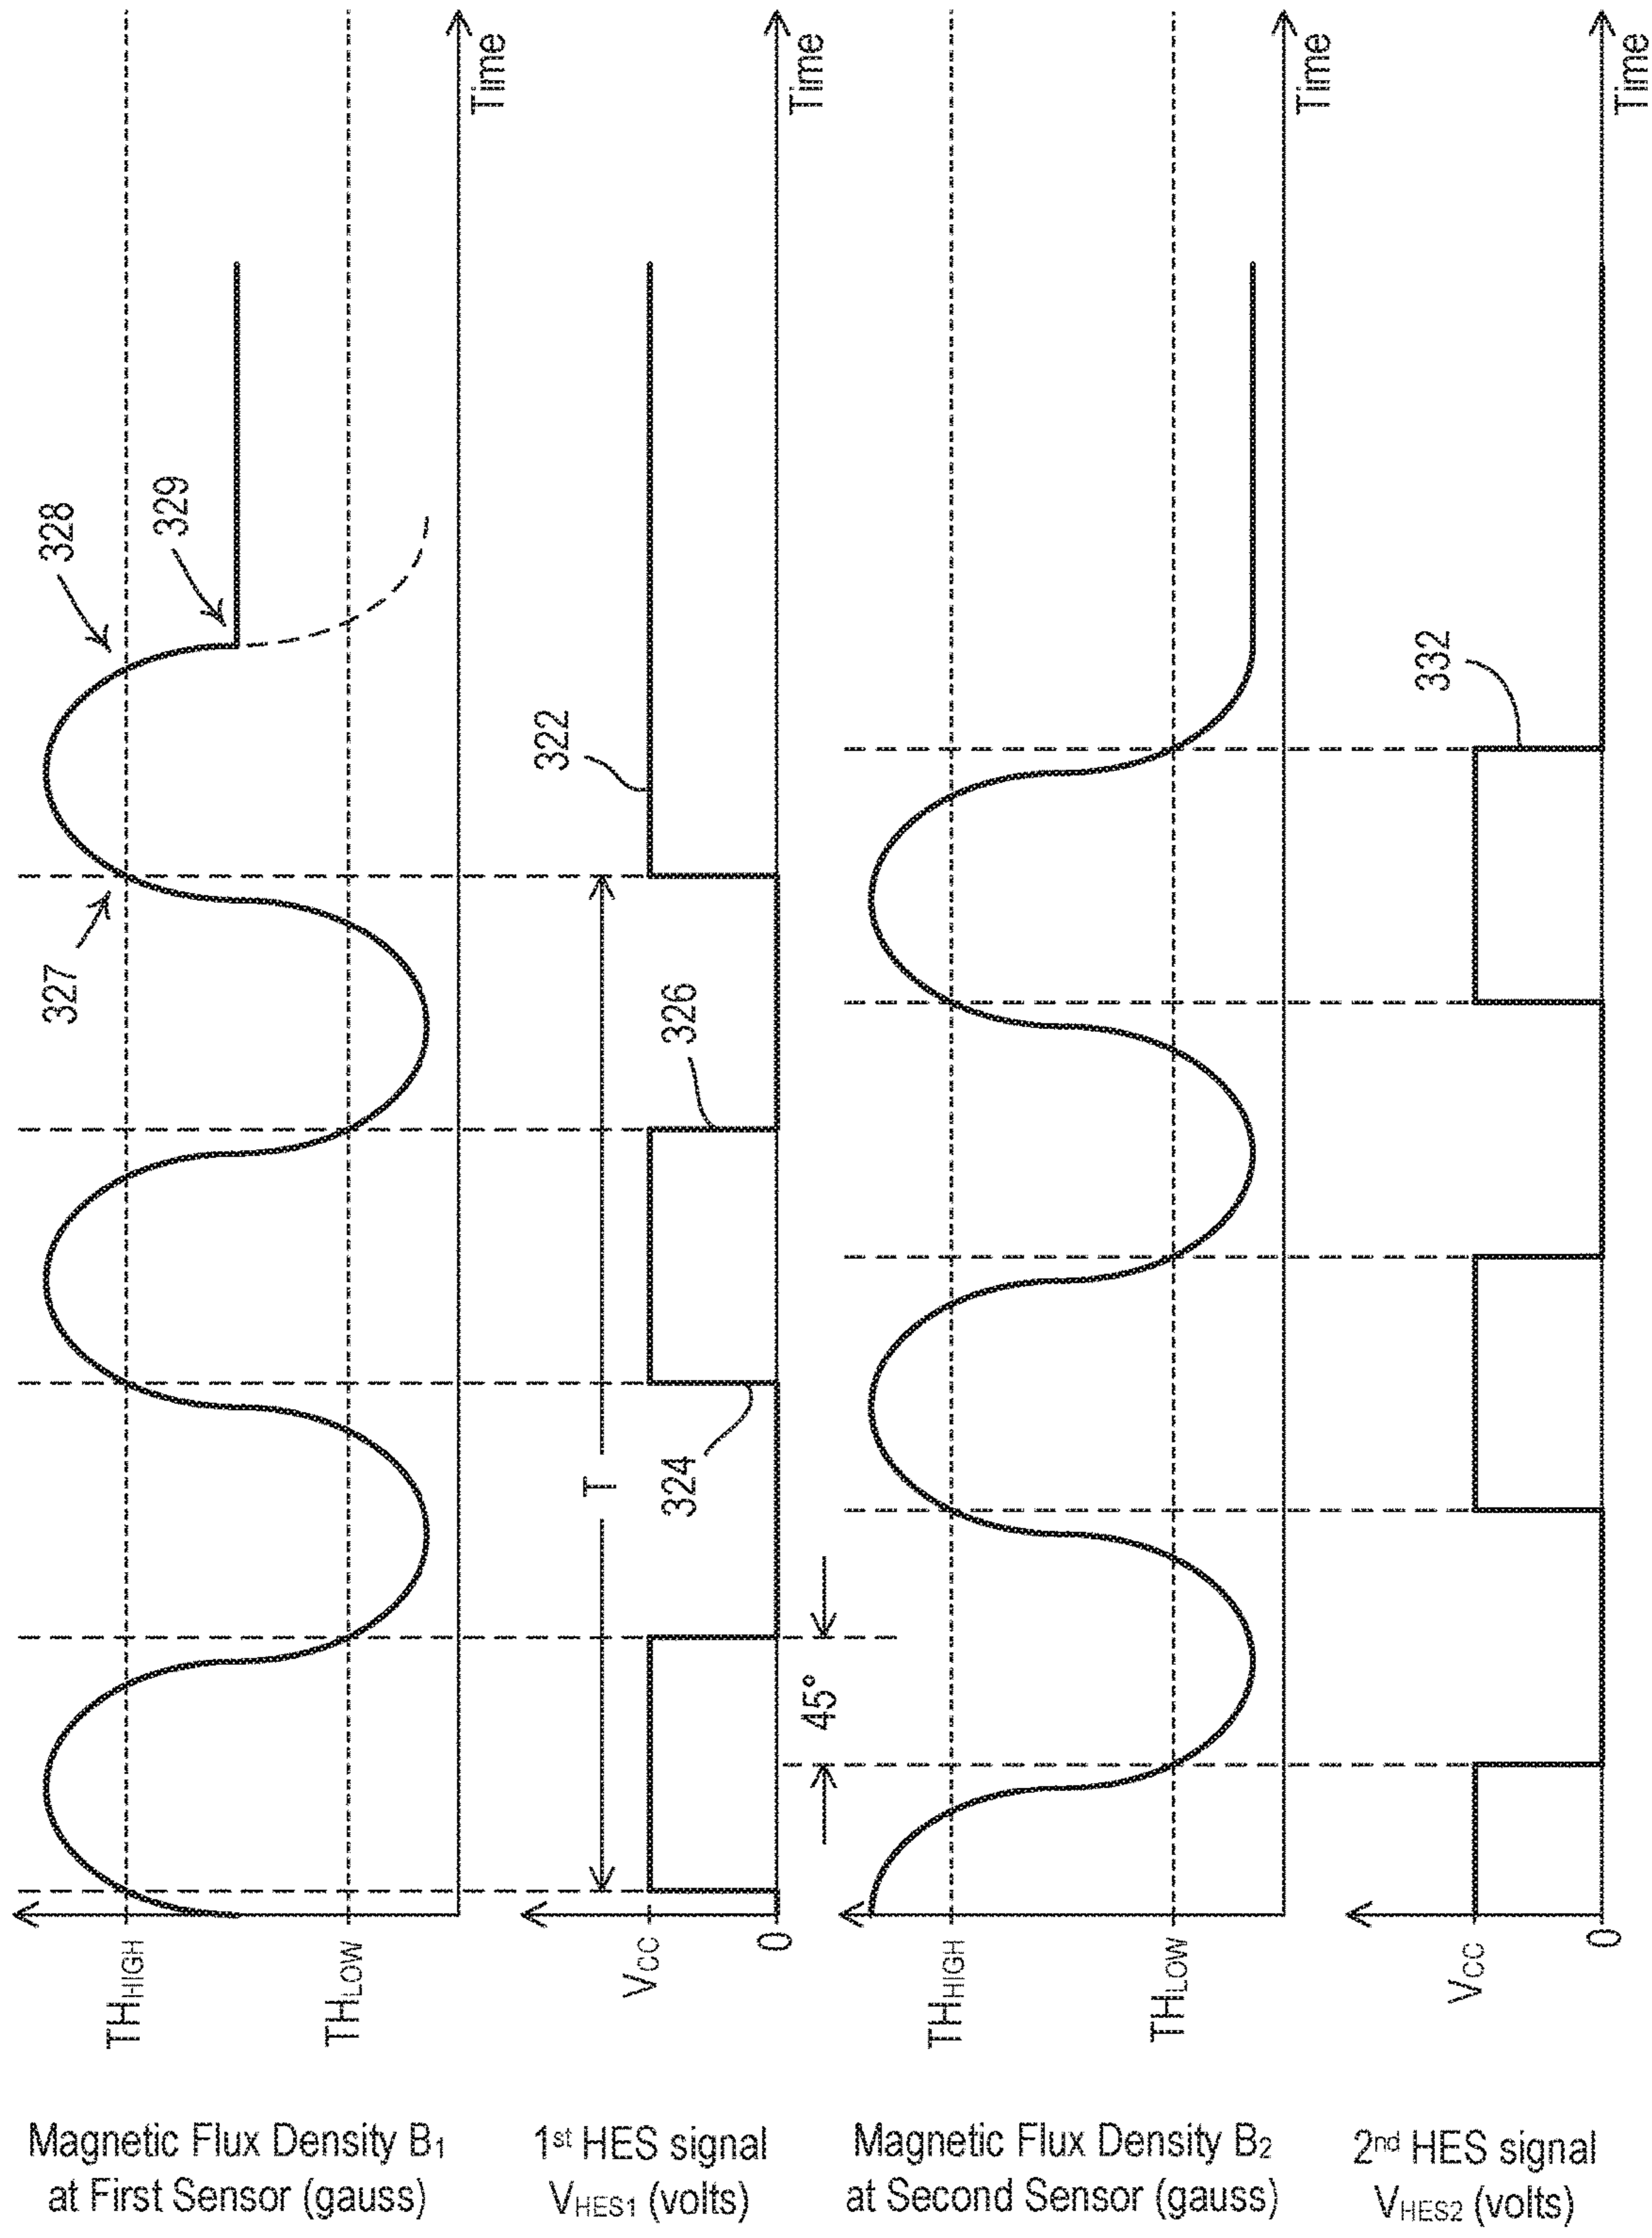 Magnetic Flux Density B1
at First Sensor (gauss)
THHIGH
THLOW
327
328
329
Time
1st HES signal
VHES1 (volts)
VCC
0
T
324
326
322
Time
45°
Magnetic Flux Density B2
at Second Sensor (gauss)
THHIGH
THLOW
Time
2nd HES signal
VHES2 (volts)
VCC
0
332
Time